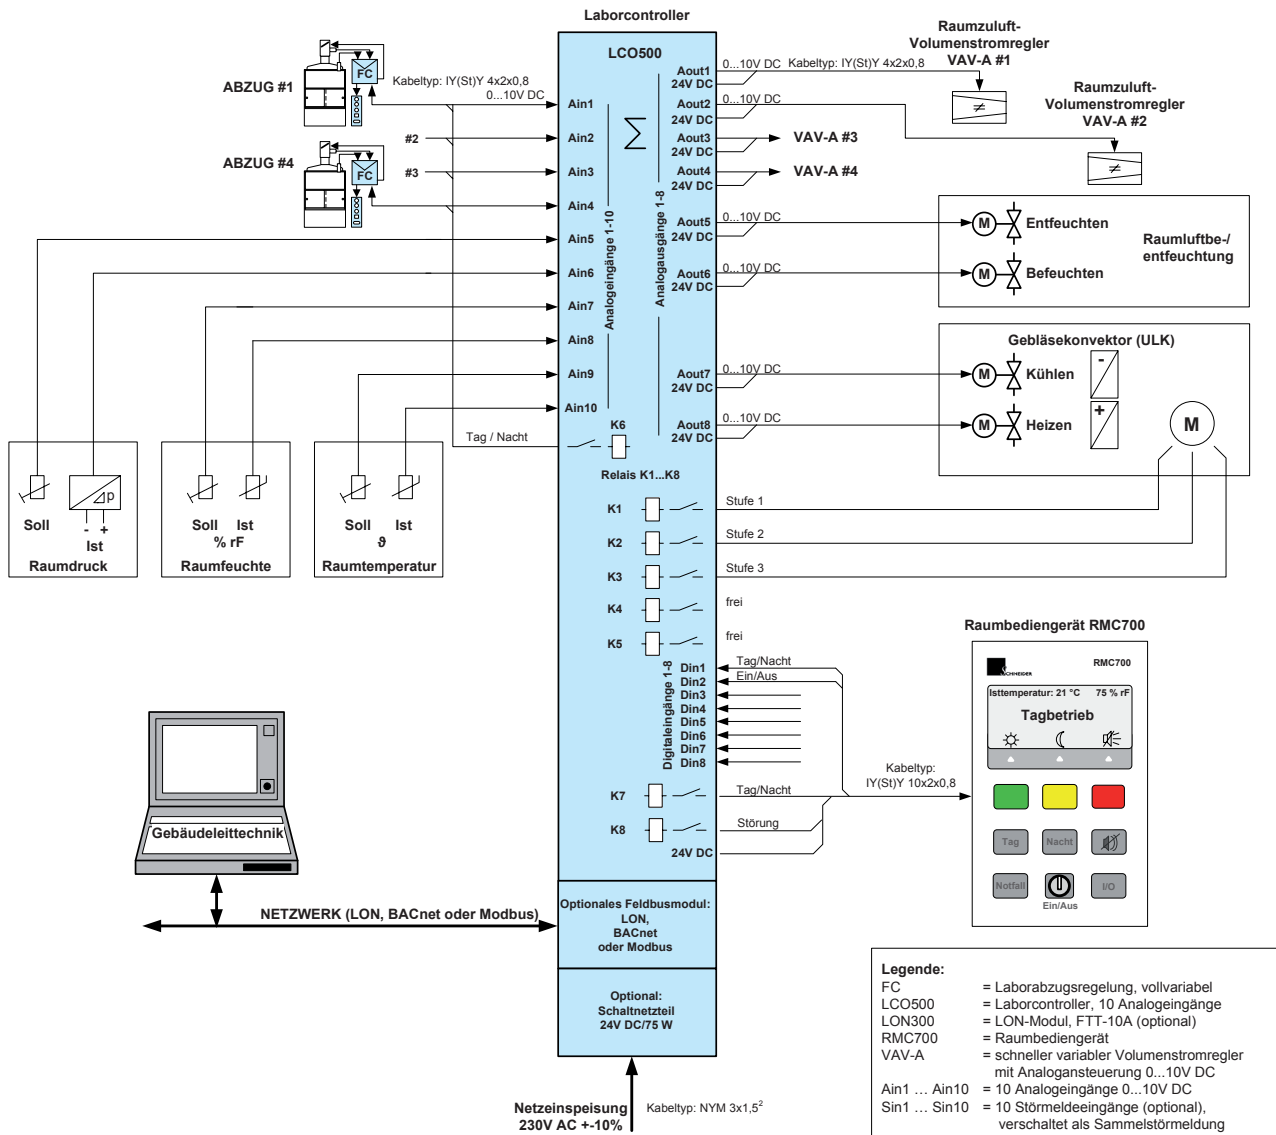 Laborcontroller
LCO500
ABZUG #1
FC
Kabeltyp: IY(St)Y 4x2x0,8
0...10V DC
#2
#3
ABZUG #4
FC
Ain1
Ain2
Ain3
Ain4
Ain5
Ain6
Ain7
Ain8
Ain9
Ain10
Analogeingänge 1-10
Σ
Analogausgänge 1-8
Aout1
24V DC
Aout2
24V DC
Aout3
24V DC
Aout4
24V DC
Aout5
24V DC
Aout6
24V DC
Aout7
24V DC
Aout8
24V DC
0...10V DC
Kabeltyp: IY(St)Y 4x2x0,8
0...10V DC
VAV-A #3
VAV-A #4
0...10V DC
0...10V DC
0...10V DC
0...10V DC
Raumzuluft-
Volumenstromregler
VAV-A #1
≠
Raumzuluft-
Volumenstromregler
VAV-A #2
≠
M
Entfeuchten
M
Befeuchten
Raumluftbe-/
entfeuchtung
Gebläsekonvektor (ULK)
M
Kühlen
-
M
Heizen
+
M
Tag / Nacht
K6
Relais K1...K8
K1
Stufe 1
K2
Stufe 2
K3
Stufe 3
K4
frei
K5
frei
Soll
p
- +
Ist
Raumdruck
Soll Ist
% rF
Raumfeuchte
Soll Ist
ϑ
Raumtemperatur
Digitaleingänge 1-8
Din1
Din2
Din3
Din4
Din5
Din6
Din7
Din8
Tag/Nacht
Ein/Aus
K7
Tag/Nacht
K8
Störung
24V DC
Kabeltyp:
IY(St)Y 10x2x0,8
Raumbediengerät RMC700
SCHNEIDER
RMC700
Isttemperatur: 21 °C 75 % rF
Tagbetrieb
Tag
Nacht
Notfall
I/O
Ein/Aus
Gebäudeleittechnik
NETZWERK (LON, BACnet oder Modbus)
Optionales Feldbusmodul:
LON,
BACnet
oder Modbus
Optional:
Schaltnetzteil
24V DC/75 W
Netzeinspeisung
230V AC +-10%
Kabeltyp: NYM 3x1,5²
Legende:
FC = Laborabzugsregelung, vollvariabel
LCO500 = Laborcontroller, 10 Analogeingänge
LON300 = LON-Modul, FTT-10A (optional)
RMC700 = Raumbediengerät
VAV-A = schneller variabler Volumenstromregler
mit Analogansteuerung 0...10V DC
Ain1 ... Ain10 = 10 Analogeingänge 0...10V DC
Sin1 ... Sin10 = 10 Störmeldeeingänge (optional),
verschaltet als Sammelstörmeldung